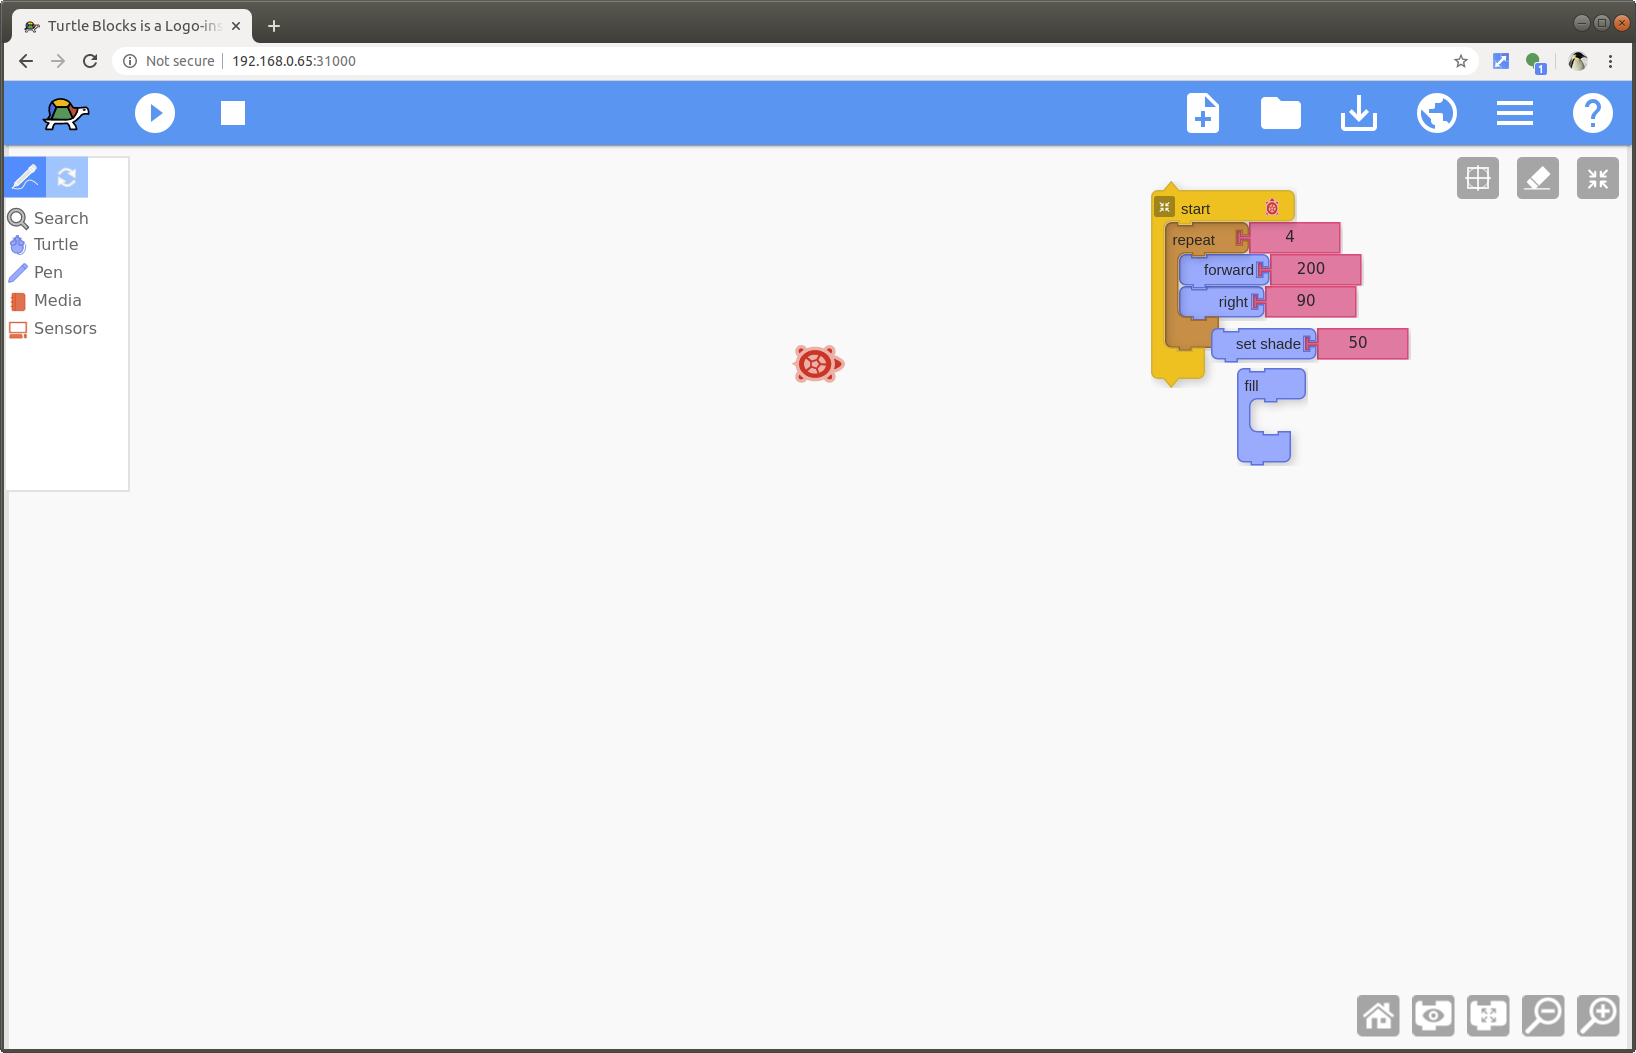 Turtle Blocks is a Logo-ins
Not secure
192.168.0.65:31000
1
Search
Turtle
Pen
Media
Sensors
start
repeat 4
forward 200
right 90
set shade 50
fill